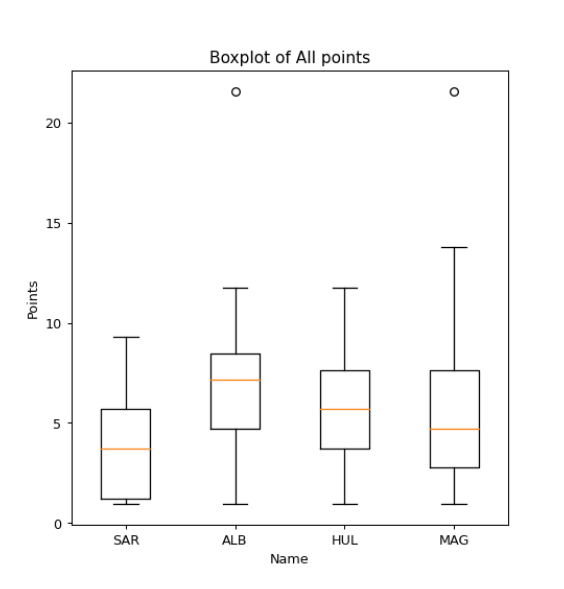 Boxplot of All points
20
15
10
5
0
Points
SAR ALB HUL MAG
Name